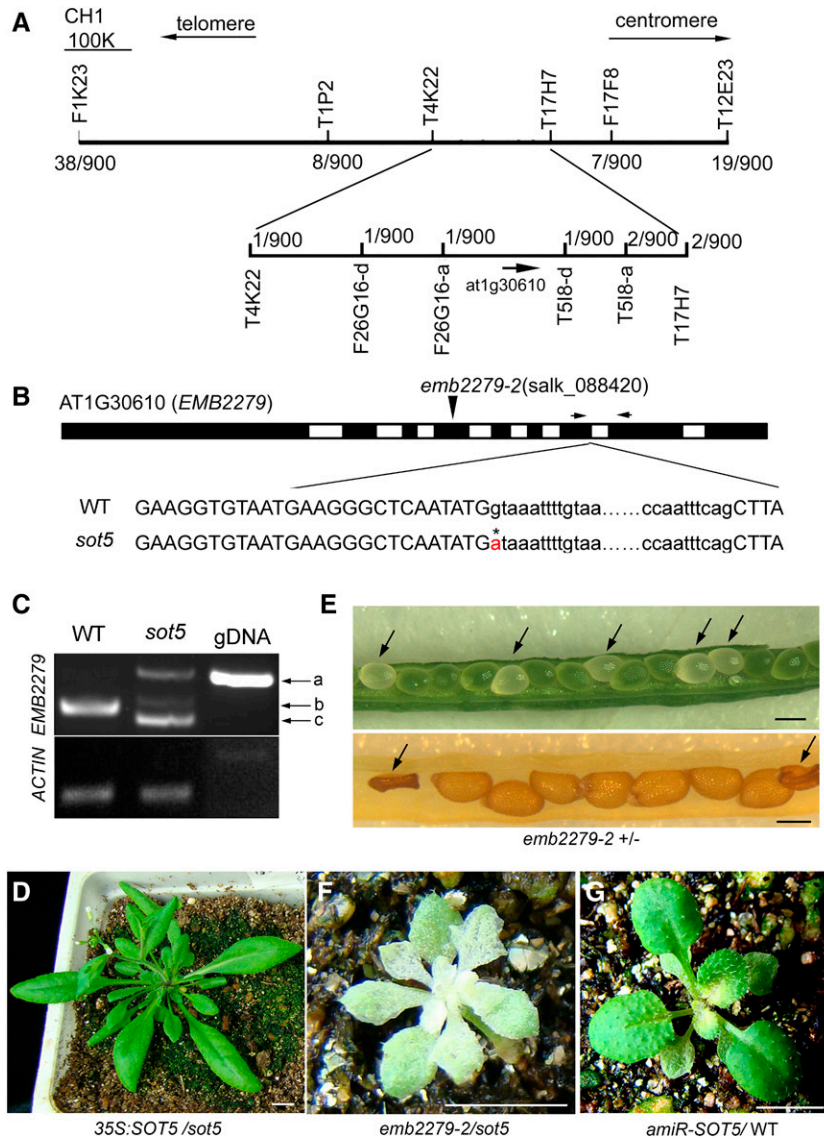 A
CH1
100K
telomere
centromere
F1K23
T1P2
T4K22
T17H7
F17F8
T12E23
38/900
8/900
7/900
19/900
1/900
1/900
1/900
1/900
2/900
2/900
at1g30610
T4K22
F26G16-d
F26G16-a
T5I8-d
T5I8-a
T17H7
B
emb2279-2(salk_088420)
AT1G30610 (EMB2279)
WT GAAGGTGTAATGAAGGGCTCAATATGgtaaattttgtaa……ccaatttcagCTTA
*
sot5 GAAGGTGTAATGAAGGGCTCAATATGataaattttgtaa……ccaatttcagCTTA
C
WT sot5 gDNA
EMB2279
a
b
c
ACTIN
E
emb2279-2 +/-
D
35S:SOT5 /sot5
F
emb2279-2/sot5
G
amiR-SOT5/ WT